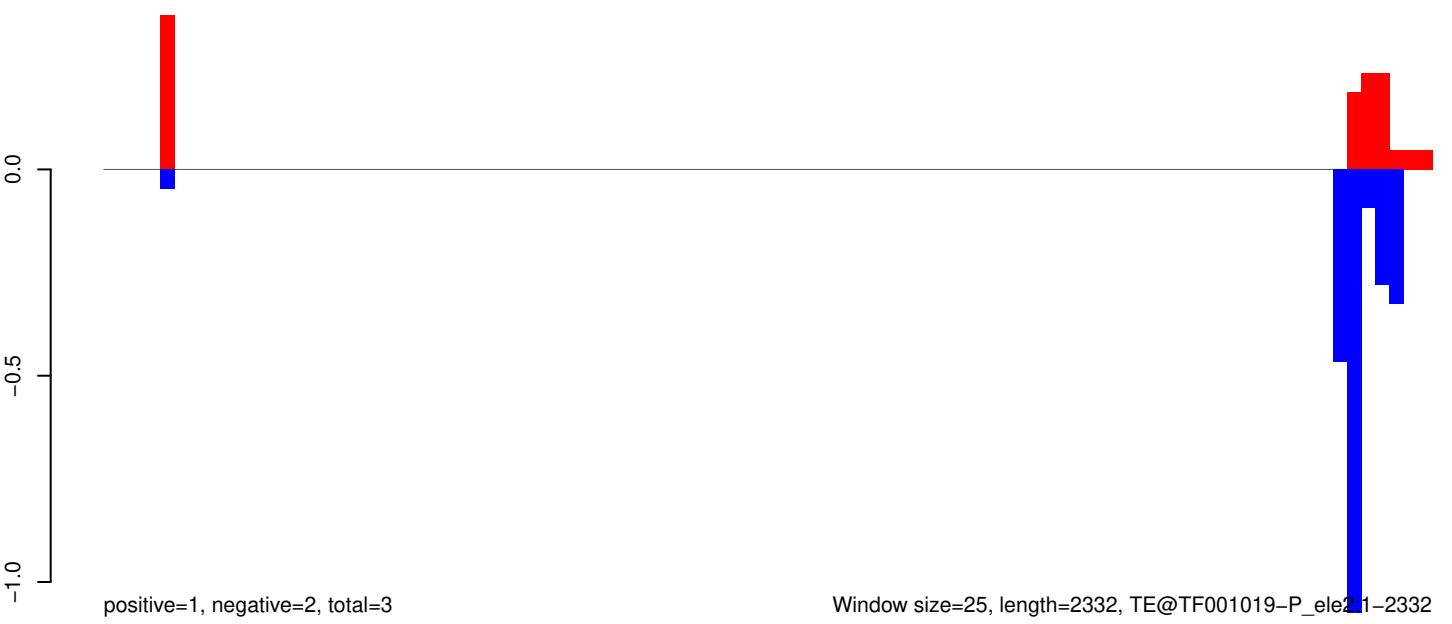 0.0
−0.5
−1.0
positive=1, negative=2, total=3
Window size=25, length=2332, TE@TF001019−P_ele2:1−2332